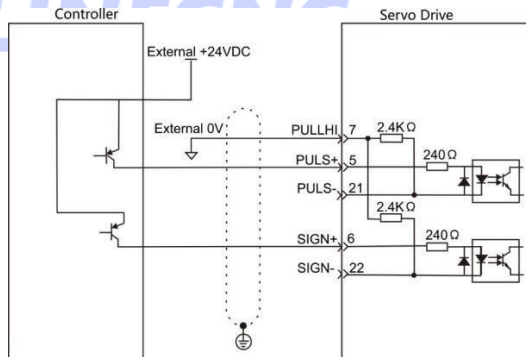 Controller
Servo Drive
External +24VDC
External 0V
PULLHI 7
2.4KΩ
PULS+ 5
240Ω
PULS- 21
2.4KΩ
SIGN+ 6
240Ω
SIGN- 22